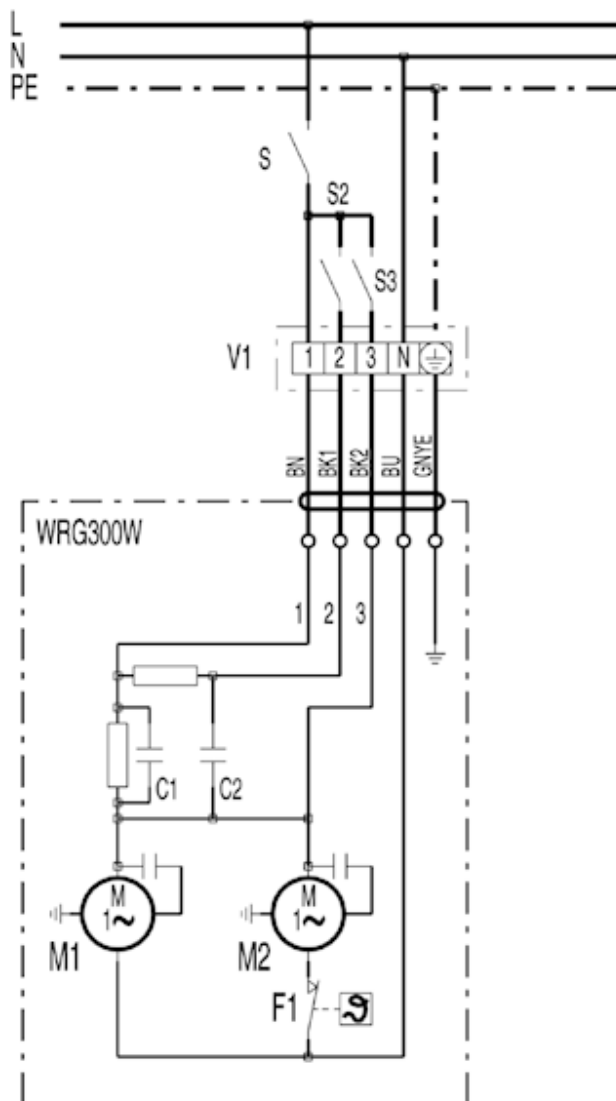 L
N
PE
S
S2
S3
V1
1 2 3 N
BN
BK1
BK2
BU
GNYE
WRG300W
1 2 3
C1
C2
M
1~
M1
M
1~
M2
F1
ϑ